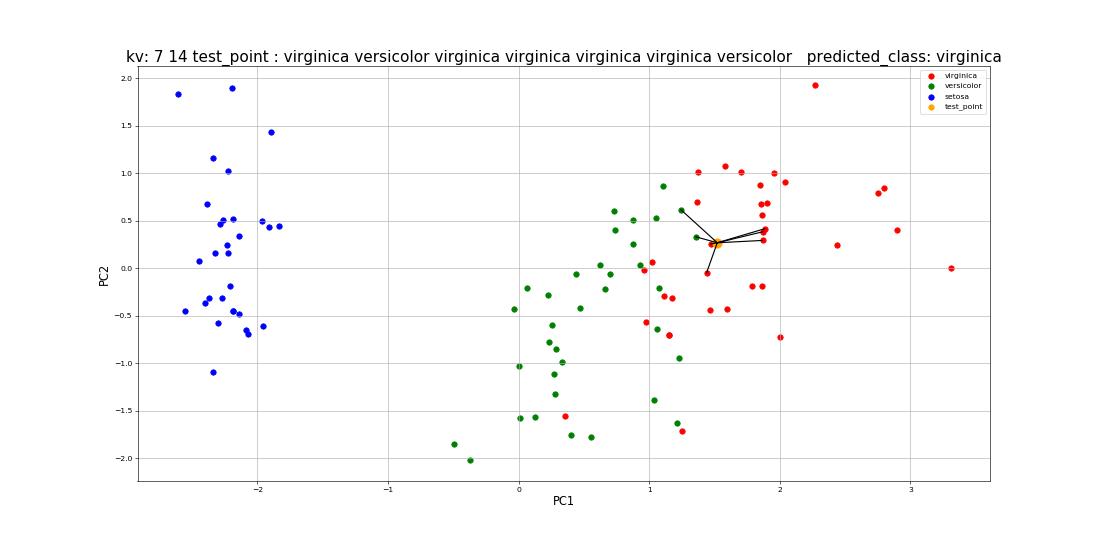 kv: 7 14 test_point : virginica versicolor virginica virginica virginica virginica versicolor   predicted_class: virginica
virginica
versicolor
setosa
test_point
2.0
1.5
1.0
0.5
0.0
−0.5
−1.0
−1.5
−2.0
PC2
−2
−1
0
1
2
3
PC1